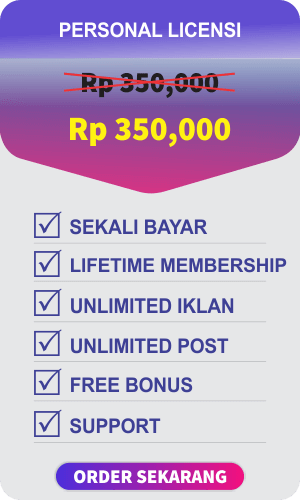 PERSONAL LICENSI
Rp 350,000
Rp 350,000
SEKALI BAYAR
LIFETIME MEMBERSHIP
UNLIMITED IKLAN
UNLIMITED POST
FREE BONUS
SUPPORT
ORDER SEKARANG